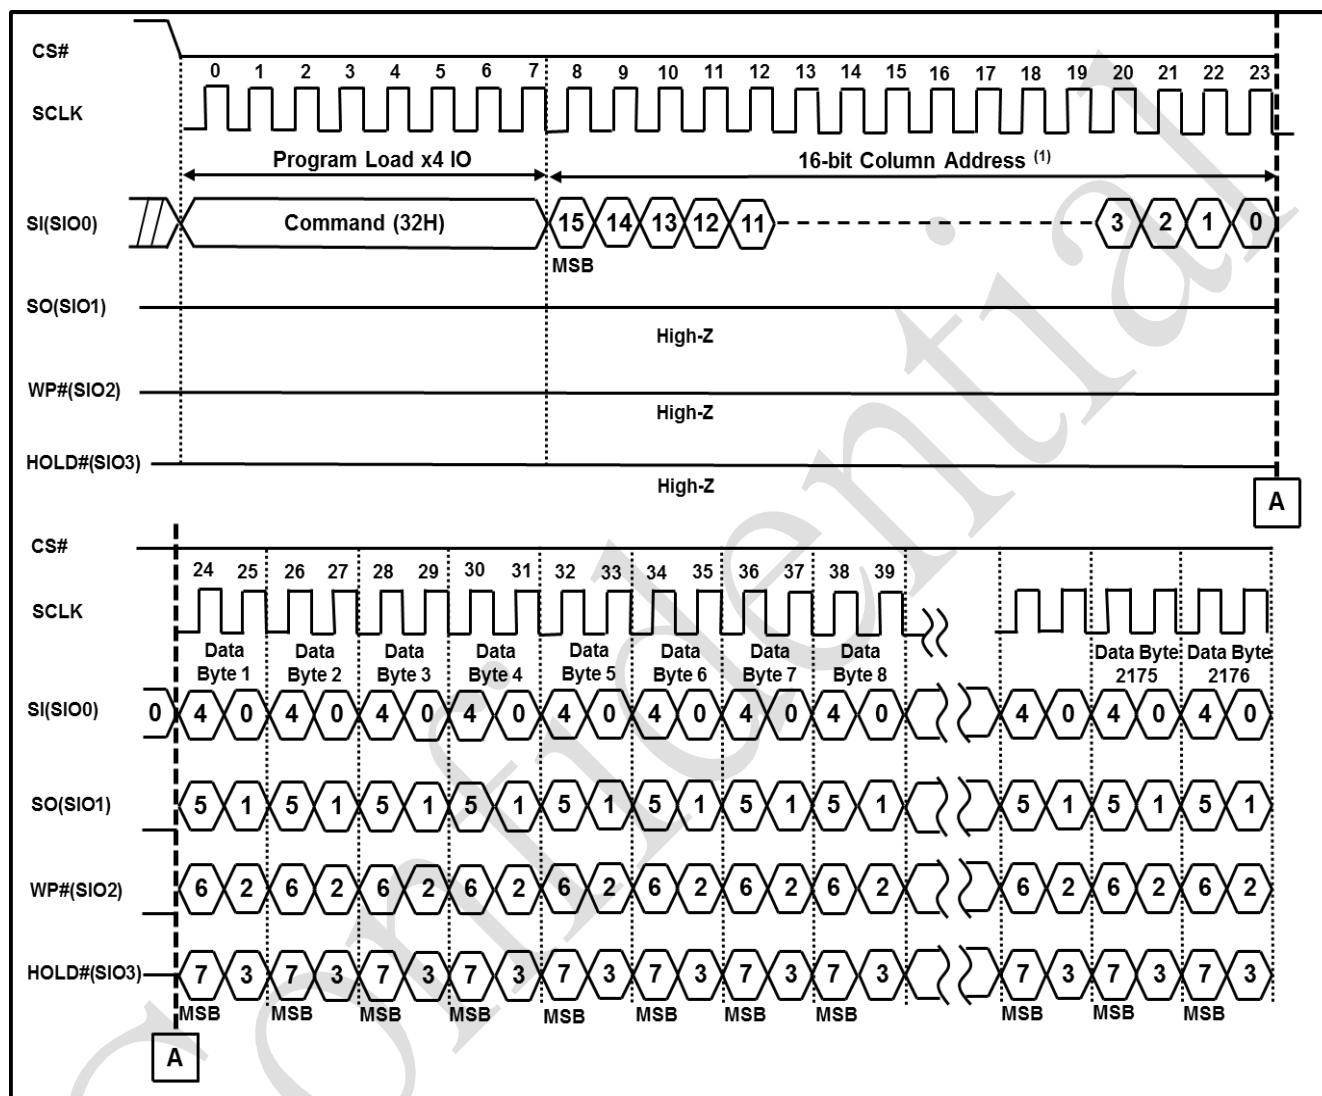 CS#
0 1 2 3 4 5 6 7 8 9 10 11 12 13 14 15 16 17 18 19 20 21 22 23
SCLK
Program Load x4 IO 16-bit Column Address (1)
SI(SIO0) Command (32H) 15 14 13 12 11 3 2 1 0
MSB
SO(SIO1)
High-Z
WP#(SIO2)
High-Z
HOLD#(SIO3)
High-Z
A
CS#
24 25 26 27 28 29 30 31 32 33 34 35 36 37 38 39
SCLK
Data Data Data Data Data Data Data Data Data Byte Data Byte
Byte 1 Byte 2 Byte 3 Byte 4 Byte 5 Byte 6 Byte 7 Byte 8 2175 2176
SI(SIO0) 0 4 0 4 0 4 0 4 0 4 0 4 0 4 0 4 0 4 0 4 0 4 0
SO(SIO1) 5 1 5 1 5 1 5 1 5 1 5 1 5 1 5 1 5 1 5 1 5 1
WP#(SIO2) 6 2 6 2 6 2 6 2 6 2 6 2 6 2 6 2 6 2 6 2 6 2
HOLD#(SIO3) 7 3 7 3 7 3 7 3 7 3 7 3 7 3 7 3 7 3 7 3 7 3
MSB MSB MSB MSB MSB MSB MSB MSB MSB MSB MSB
A
Confidential